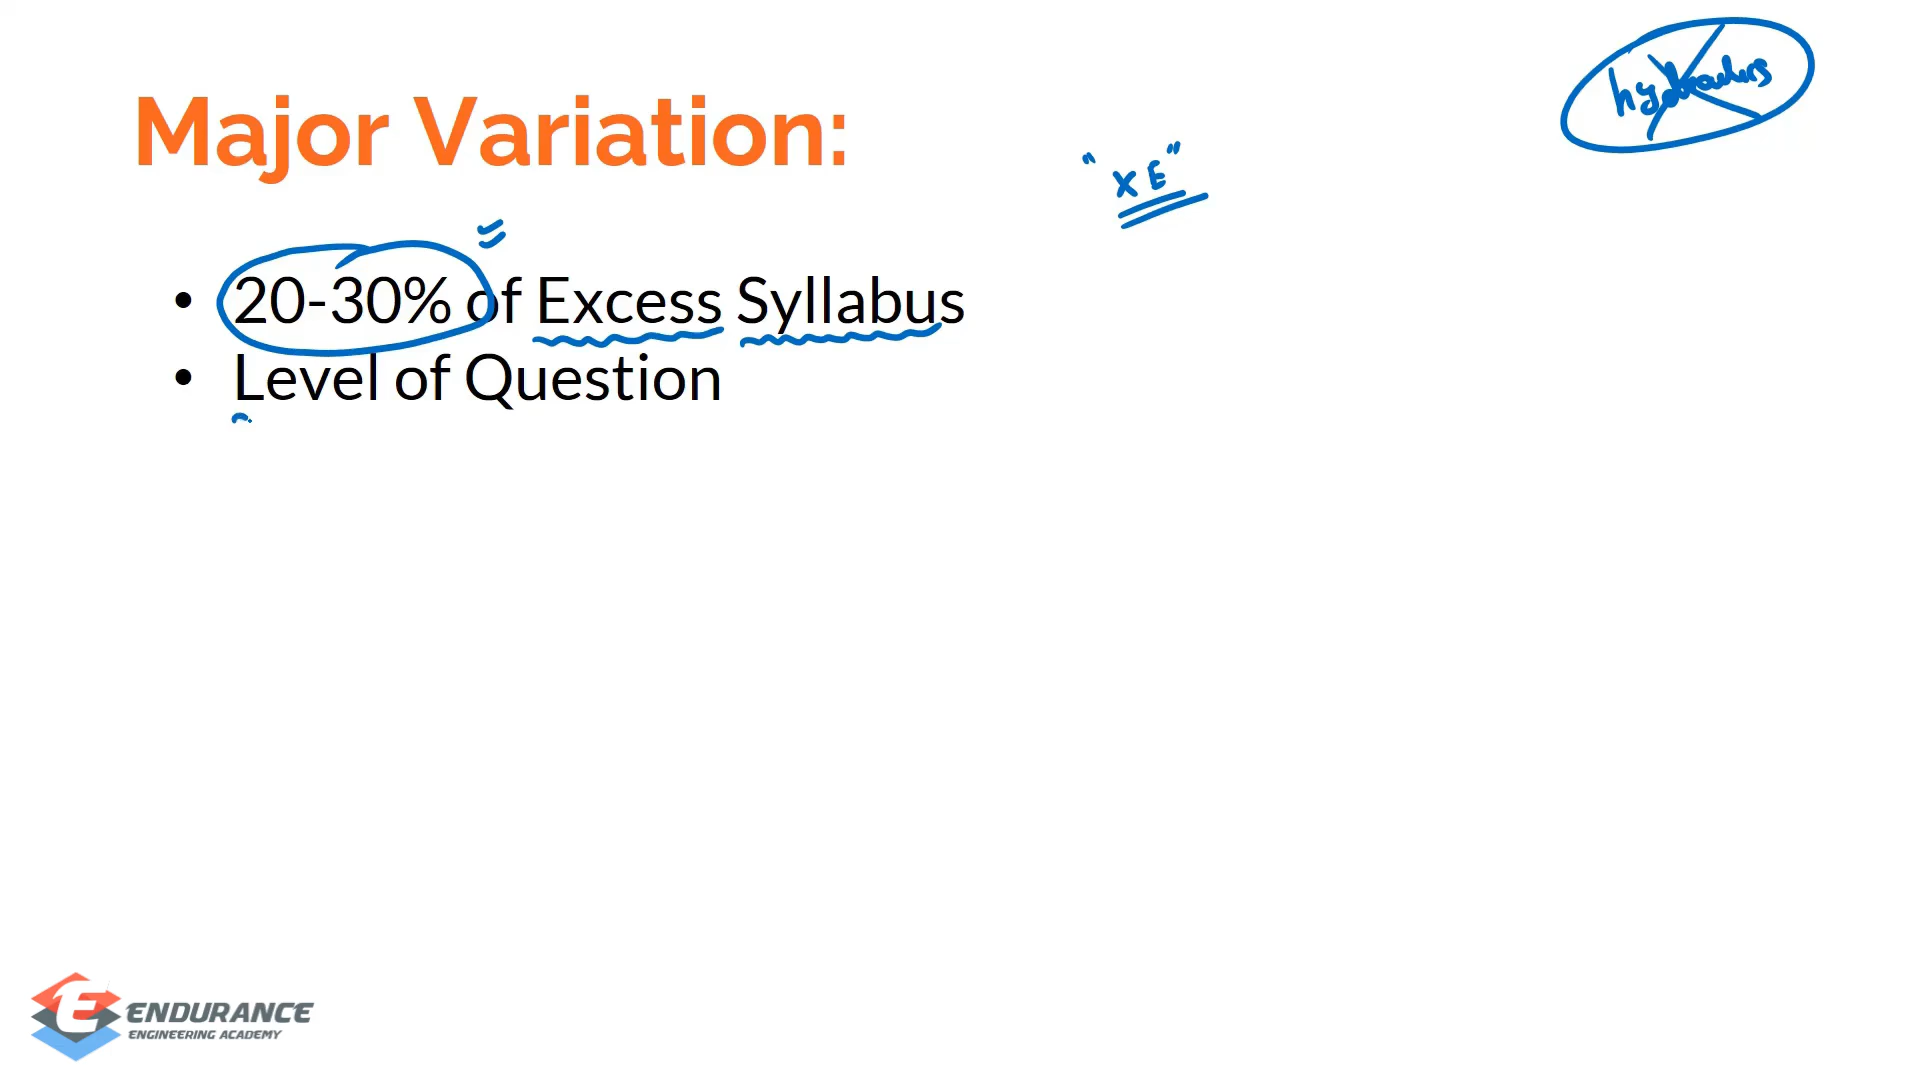 Major Variation:
"XE"
• 20-30% of Excess Syllabus
• Level of Question
ENDURANCE
ENGINEERING ACADEMY